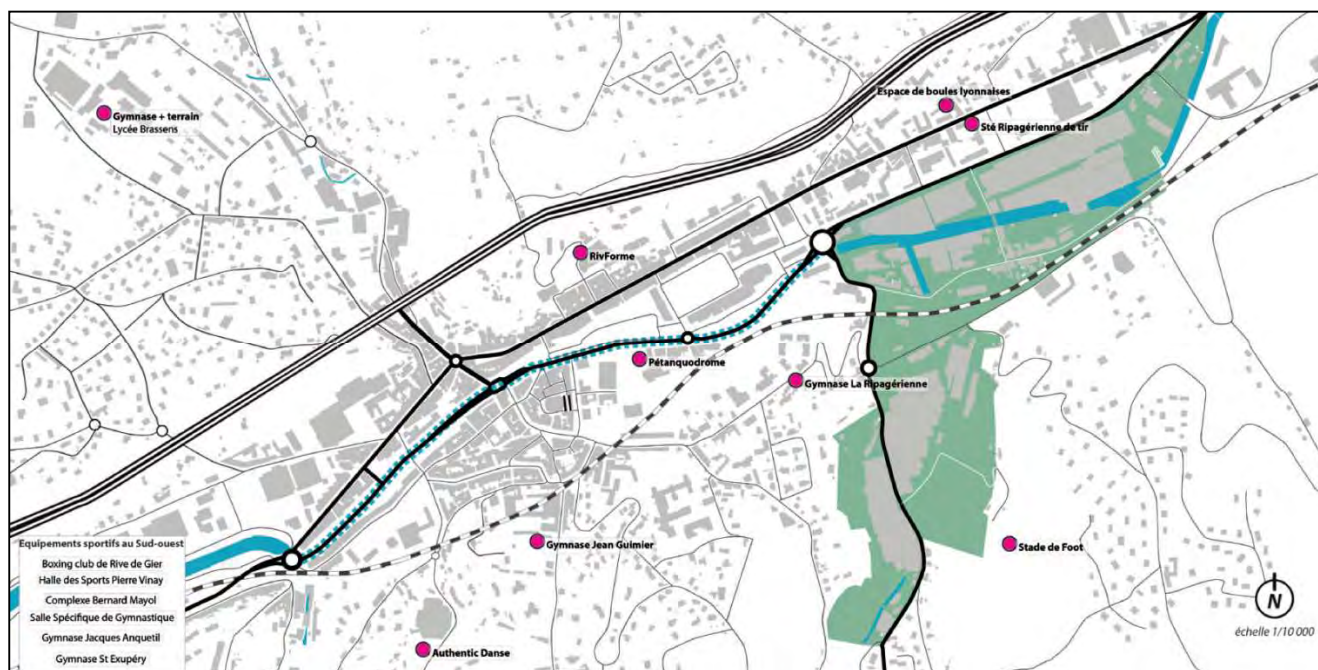 Gymnase + terrain
Lycée Brassens
Espace de boules lyonnaises
Sté Ripagérienne de tir
RivForme
Pétanquodrome
Gymnase La Ripagérienne
Gymnase Jean Guimier
Stade de Foot
Authentic Danse
Equipements sportifs au Sud-ouest
Boxing club de Rive de Gier
Halle des Sports Pierre Vinay
Complexe Bernard Mayol
Salle Spécifique de Gymnastique
Gymnase Jacques Anquetil
Gymnase St Exupéry
N
échelle 1/10 000